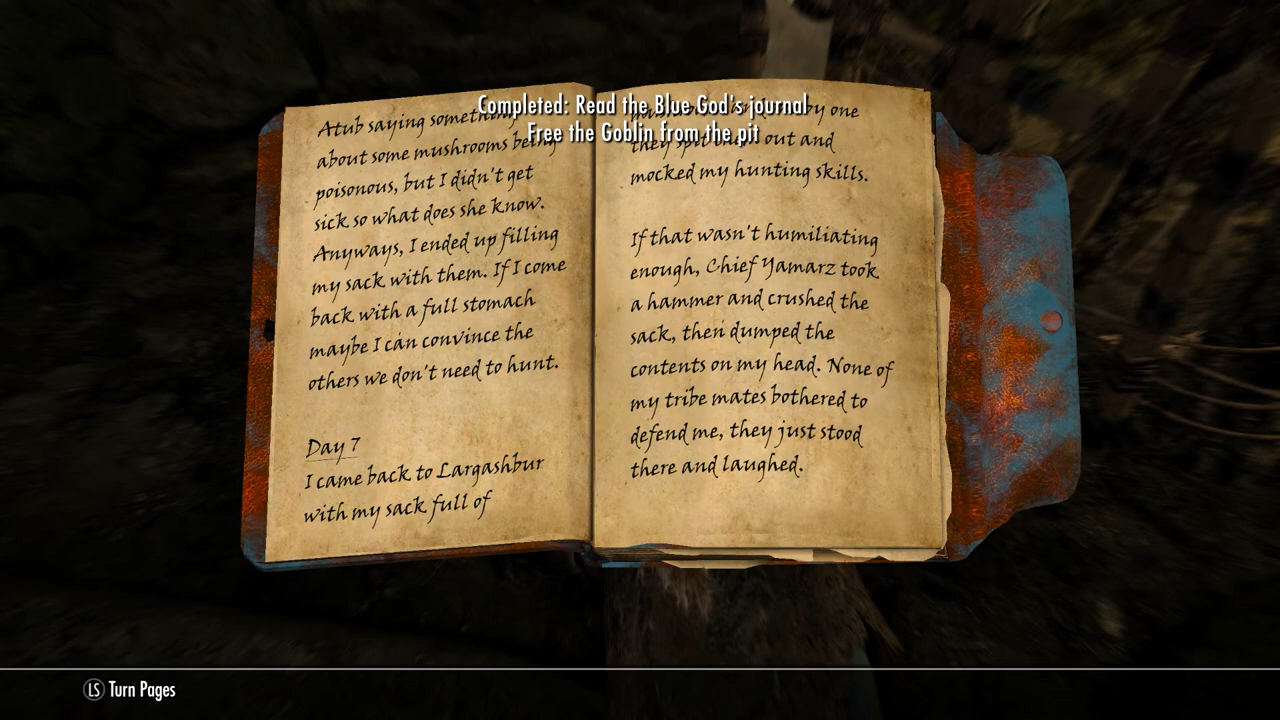 Completed: Read the Blue God's journal
Free the Goblin from the pit
Atub saying something
about some mushrooms being
poisonous, but I didn't get
sick so what does she know.
Anyways, I ended up filling
my sack with them. If I come
back with a full stomach
maybe I can convince the
others we don't need to hunt.
Day 7
I came back to Largashbur
with my sack full of
by one
they spit them out and
mocked my hunting skills.
If that wasn't humiliating
enough, Chief Yamarz took
a hammer and crushed the
sack, then dumped the
contents on my head. None of
my tribe mates bothered to
defend me, they just stood
there and laughed.
LS Turn Pages